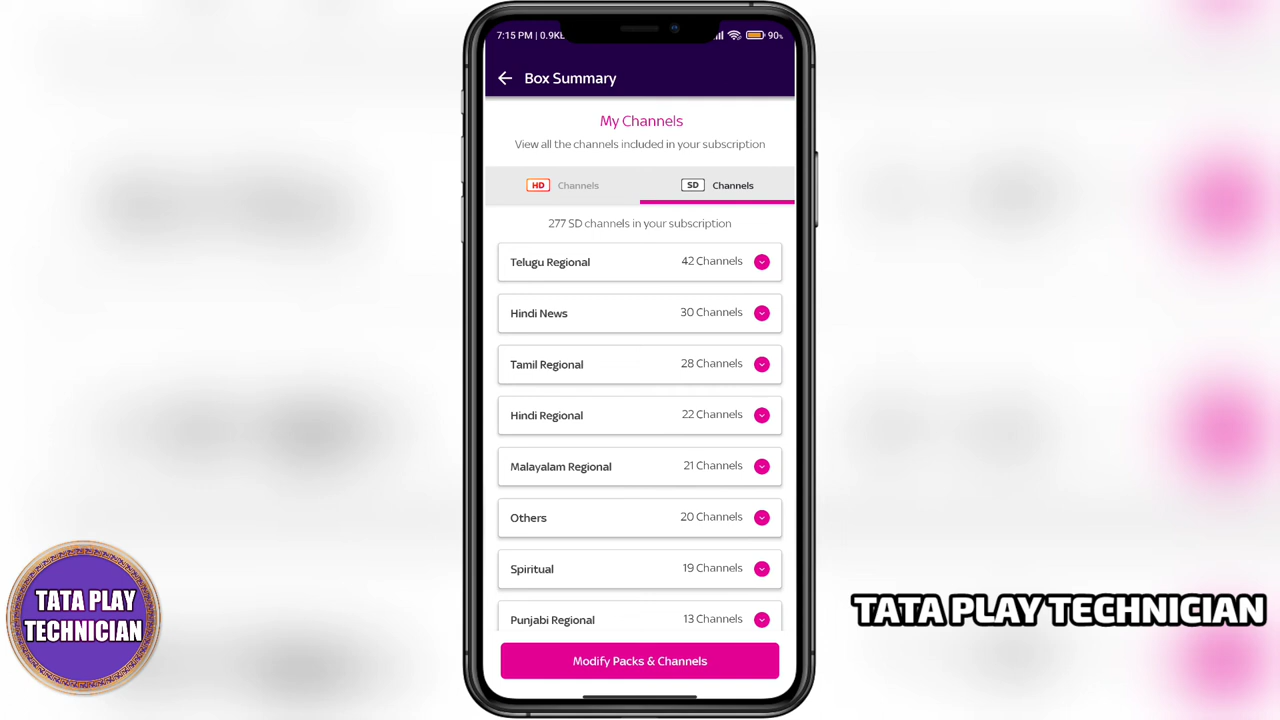 7:15 PM | 0.9KB
90%
Box Summary
My Channels
View all the channels included in your subscription
HD Channels
SD Channels
277 SD channels in your subscription
Telugu Regional 42 Channels
Hindi News 30 Channels
Tamil Regional 28 Channels
Hindi Regional 22 Channels
Malayalam Regional 21 Channels
Others 20 Channels
Spiritual 19 Channels
Punjabi Regional 13 Channels
Modify Packs & Channels
TATA PLAY
TECHNICIAN
TATA PLAY TECHNICIAN